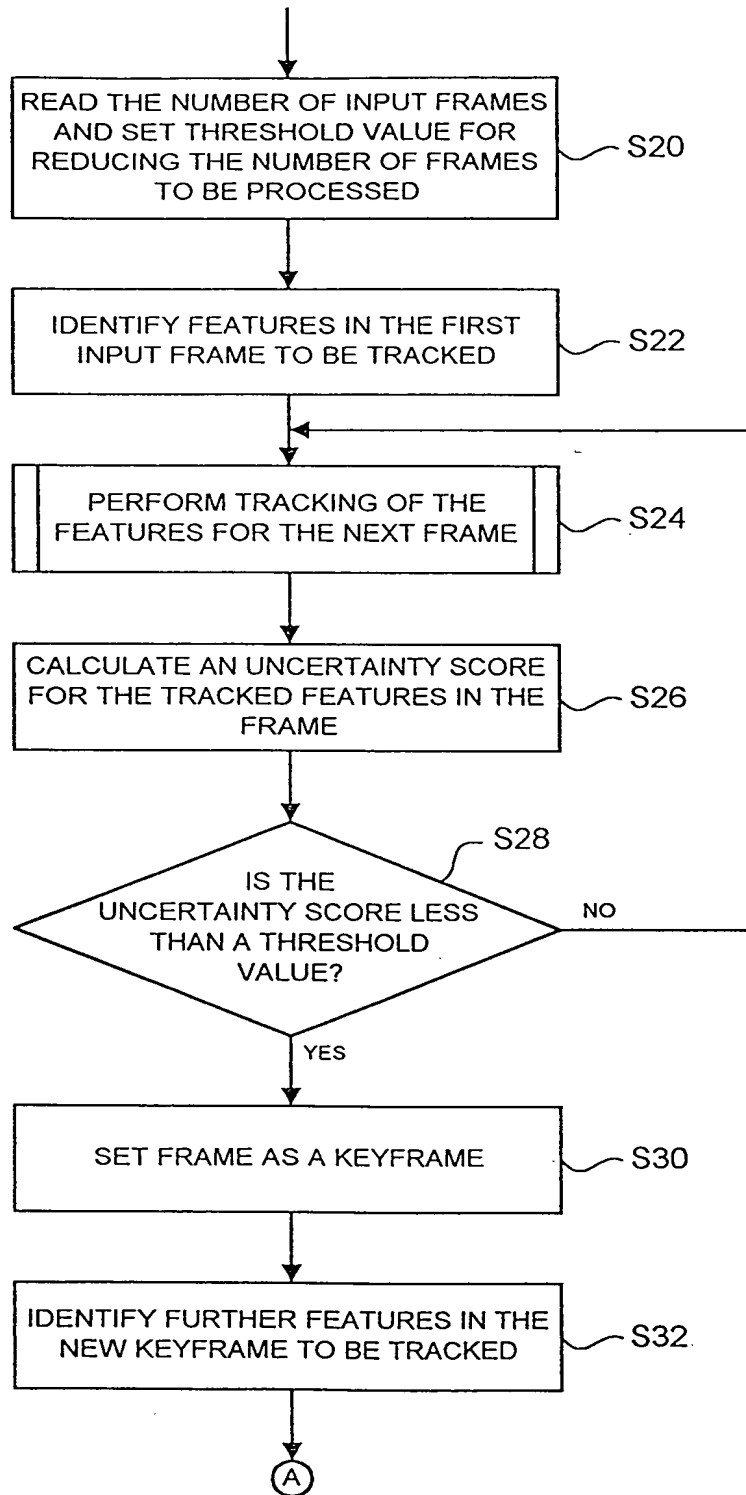 READ THE NUMBER OF INPUT FRAMES
AND SET THRESHOLD VALUE FOR
REDUCING THE NUMBER OF FRAMES
TO BE PROCESSED
S20
IDENTIFY FEATURES IN THE FIRST
INPUT FRAME TO BE TRACKED
S22
PERFORM TRACKING OF THE
FEATURES FOR THE NEXT FRAME
S24
CALCULATE AN UNCERTAINTY SCORE
FOR THE TRACKED FEATURES IN THE
FRAME
S26
S28
IS THE
UNCERTAINTY SCORE LESS
THAN A THRESHOLD
VALUE?
NO
YES
SET FRAME AS A KEYFRAME
S30
IDENTIFY FURTHER FEATURES IN THE
NEW KEYFRAME TO BE TRACKED
S32
A